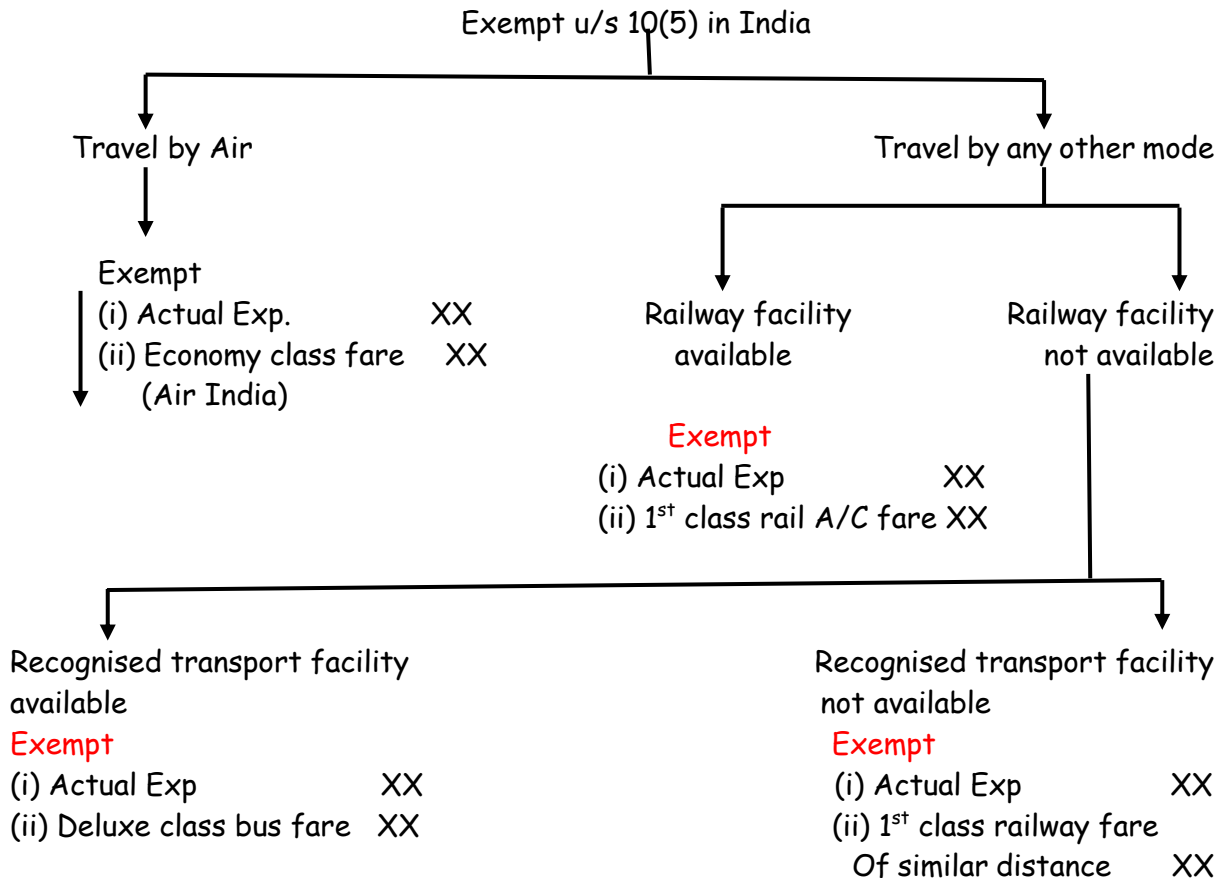 Exempt u/s 10(5) in India
Travel by Air
Travel by any other mode
Exempt
(i) Actual Exp. XX
(ii) Economy class fare XX
(Air India)
Railway facility
available
Railway facility
not available
Exempt
(i) Actual Exp XX
(ii) 1st class rail A/C fare XX
Recognised transport facility
available
Exempt
(i) Actual Exp XX
(ii) Deluxe class bus fare XX
Recognised transport facility
not available
Exempt
(i) Actual Exp XX
(ii) 1st class railway fare
Of similar distance XX